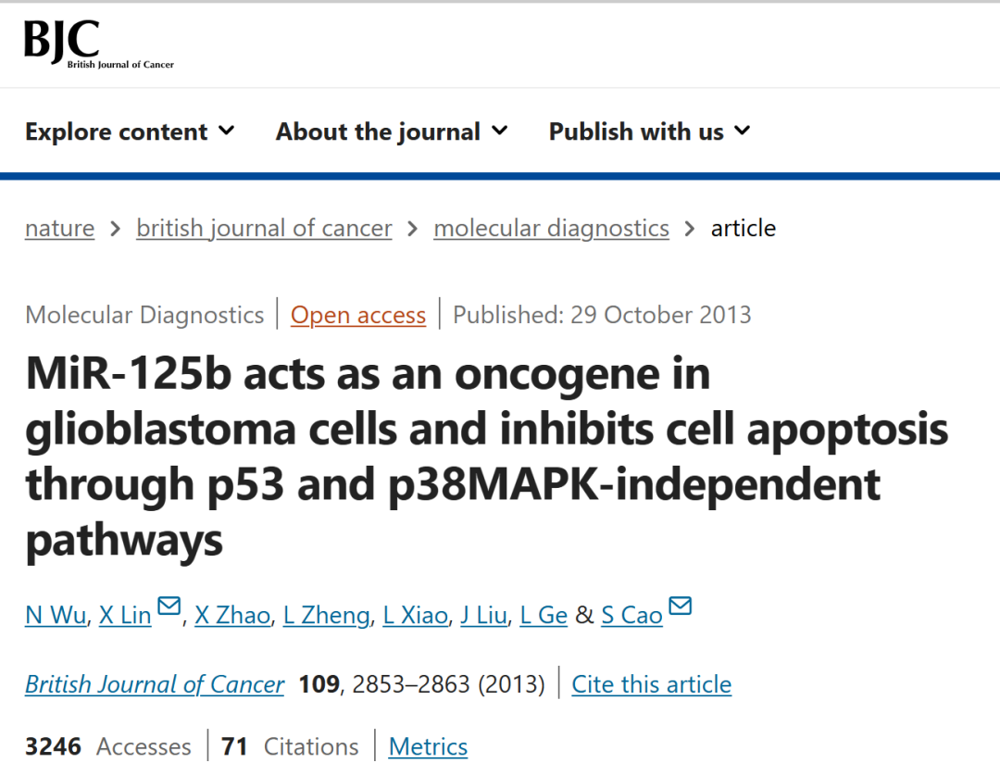 BJC
British Journal of Cancer
Explore content About the journal Publish with us
nature > british journal of cancer > molecular diagnostics > article
Molecular Diagnostics | Open access | Published: 29 October 2013
MiR-125b acts as an oncogene in
glioblastoma cells and inhibits cell apoptosis
through p53 and p38MAPK-independent
pathways
N Wu, X Lin, X Zhao, L Zheng, L Xiao, J Liu, L Ge & S Cao
British Journal of Cancer 109, 2853–2863 (2013) | Cite this article
3246 Accesses | 71 Citations | Metrics